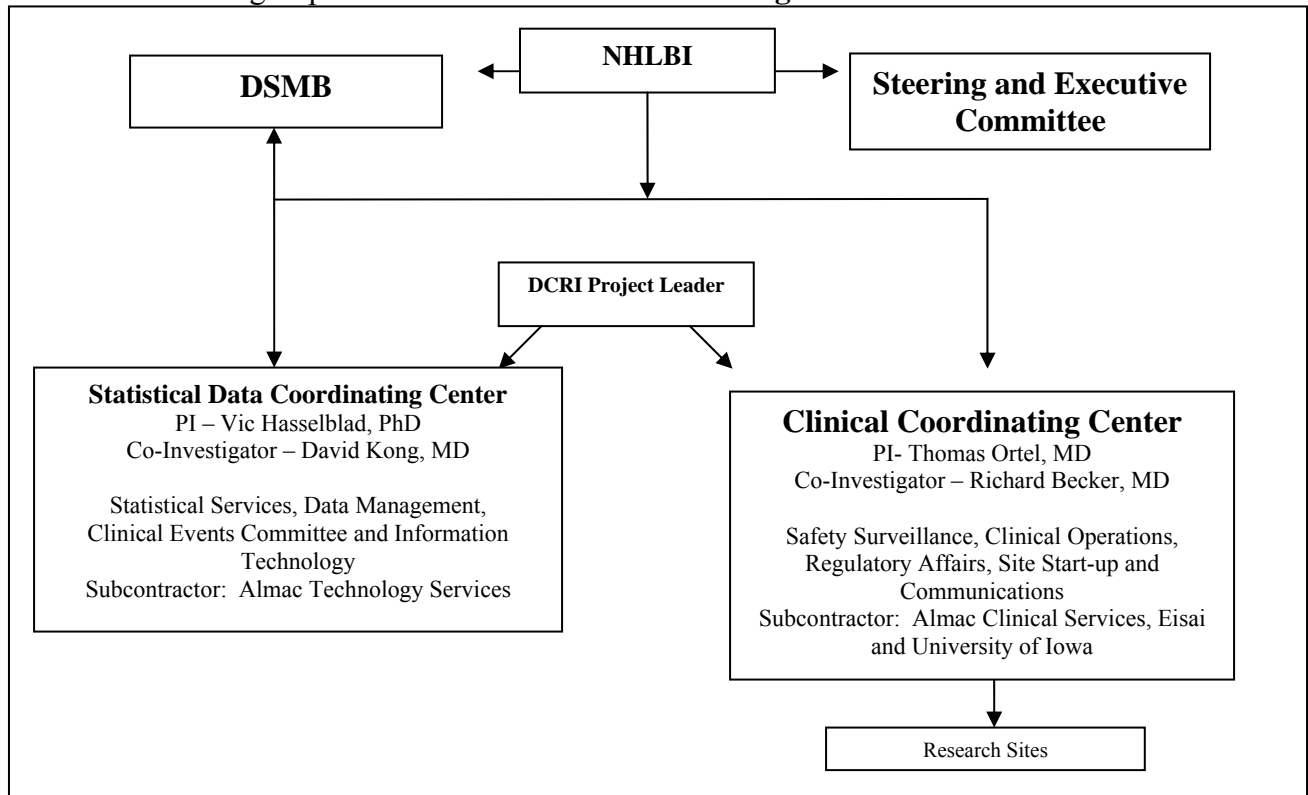 NHLBI
DSMB
Steering and Executive
Committee
DCRI Project Leader
Statistical Data Coordinating Center
PI – Vic Hasselblad, PhD
Co-Investigator – David Kong, MD
Statistical Services, Data Management,
Clinical Events Committee and Information
Technology
Subcontractor: Almac Technology Services
Clinical Coordinating Center
PI- Thomas Ortel, MD
Co-Investigator – Richard Becker, MD
Safety Surveillance, Clinical Operations,
Regulatory Affairs, Site Start-up and
Communications
Subcontractor: Almac Clinical Services, Eisai
and University of Iowa
Research Sites